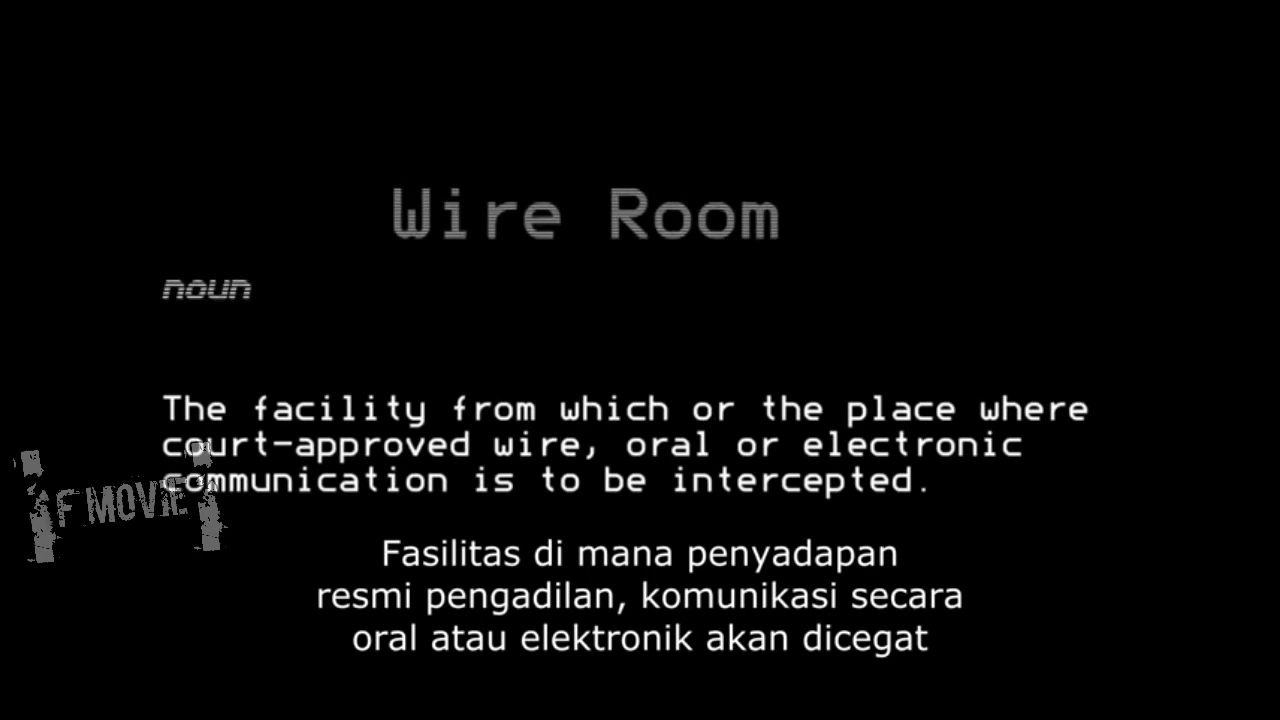 Wire Room
noun
The facility from which or the place where
court-approved wire, oral or electronic
communication is to be intercepted.
F MOVIE
Fasilitas di mana penyadapan
resmi pengadilan, komunikasi secara
oral atau elektronik akan dicegat